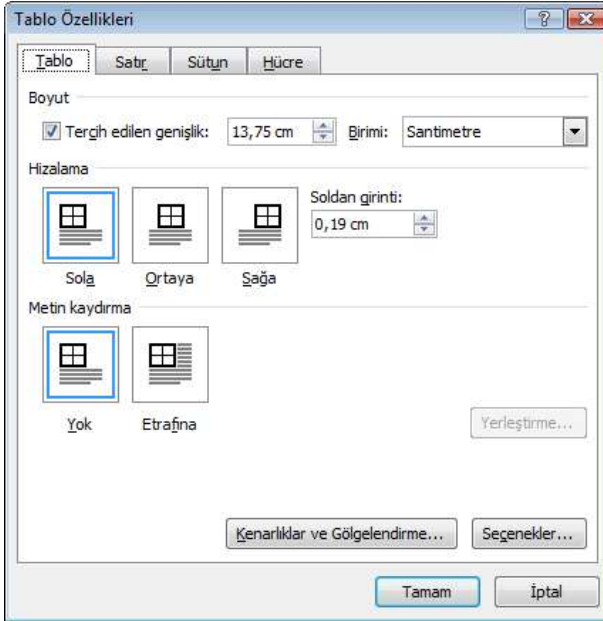 Tablo Özellikleri
Tablo Satır Sütun Hücre
Boyut
Tercih edilen genişlik: 13,75 cm Birimi: Santimetre
Hizalama
Soldan girinti:
0,19 cm
Sola Ortaya Sağa
Metin kaydırma
Yok Etrafına
Yerleştirme...
Kenarlıklar ve Gölgelendirme... Seçenekler...
Tamam İptal